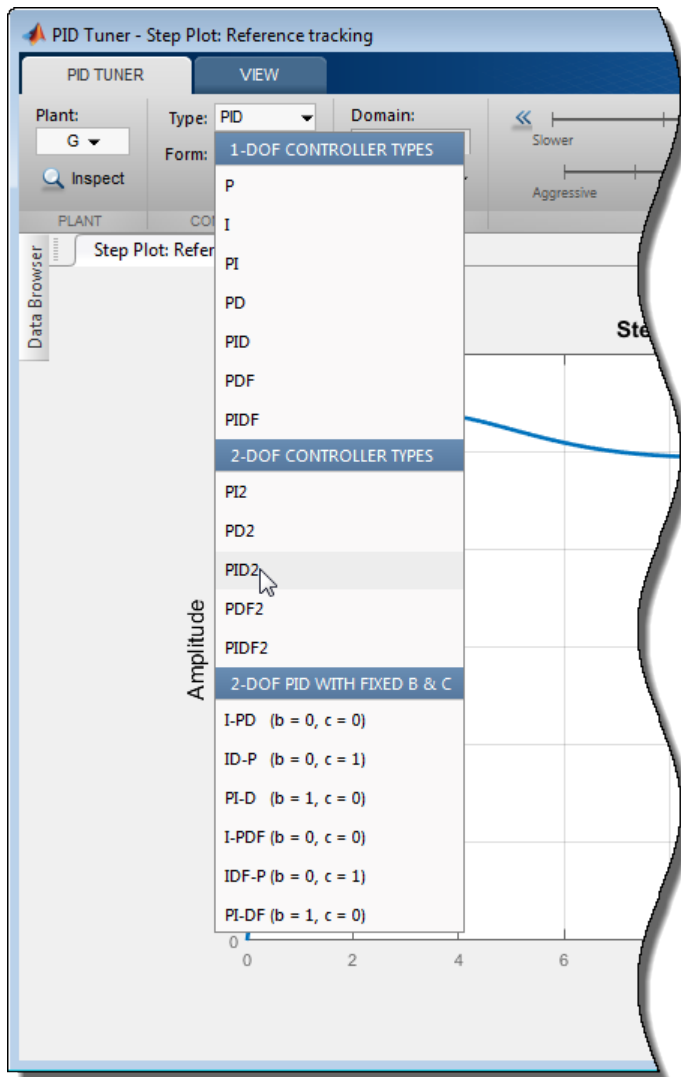 PID Tuner - Step Plot: Reference tracking
PID TUNER
VIEW
Plant:
G
Inspect
PLANT
Type: PID
Form:
CO
Domain:
Slower
Aggressive
Data Browser
Step Plot: Refer
Ste
1-DOF CONTROLLER TYPES
P
I
PI
PD
PID
PDF
PIDF
2-DOF CONTROLLER TYPES
PI2
PD2
PID2
PDF2
PIDF2
2-DOF PID WITH FIXED B & C
I-PD (b = 0, c = 0)
ID-P (b = 0, c = 1)
PI-D (b = 1, c = 0)
I-PDF (b = 0, c = 0)
IDF-P (b = 0, c = 1)
PI-DF (b = 1, c = 0)
Amplitude
0
0 2 4 6